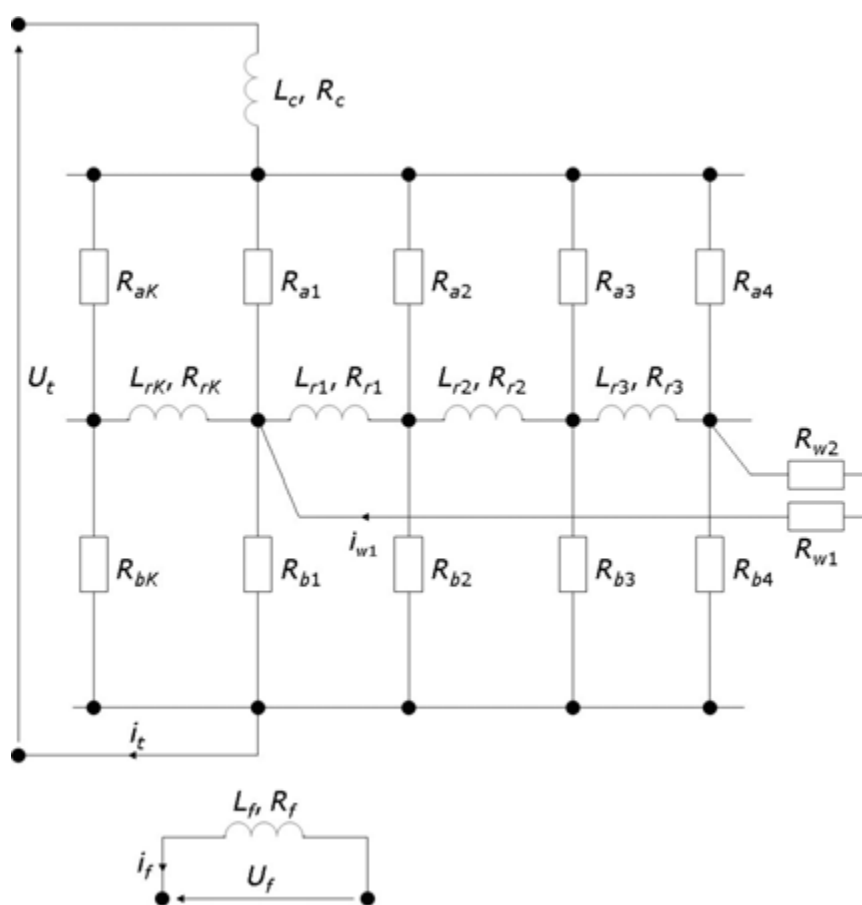 L_c, R_c
R_aK
R_a1
R_a2
R_a3
R_a4
U_t
L_rK, R_rK
L_r1, R_r1
L_r2, R_r2
L_r3, R_r3
R_w2
i_w1
R_w1
R_bK
R_b1
R_b2
R_b3
R_b4
i_t
L_f, R_f
i_f
U_f